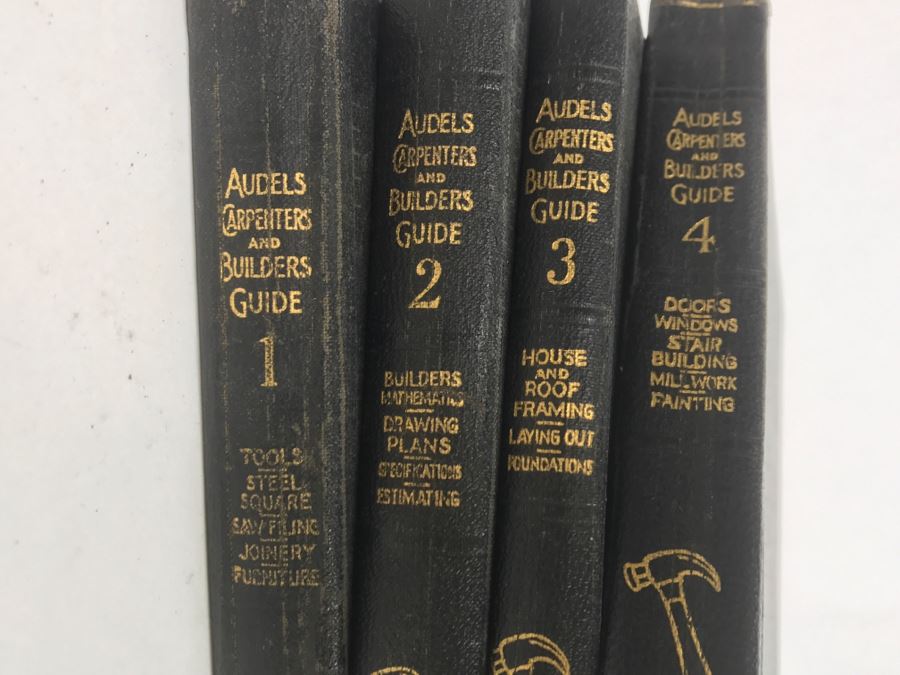 AUDELS
CARPENTERS
AND
BUILDERS
GUIDE
1
TOOLS
STEEL
SQUARE
SAW FILING
JOINERY
FURNITURE
AUDELS
CARPENTERS
AND
BUILDERS
GUIDE
2
BUILDERS
MATHEMATICS
DRAWING
PLANS
SPECIFICATIONS
ESTIMATING
AUDELS
CARPENTERS
AND
BUILDERS
GUIDE
3
HOUSE
AND
ROOF
FRAMING
LAYING OUT
FOUNDATIONS
AUDELS
CARPENTERS
AND
BUILDERS
GUIDE
4
DOORS
WINDOWS
STAIR
BUILDING
MILLWORK
PAINTING